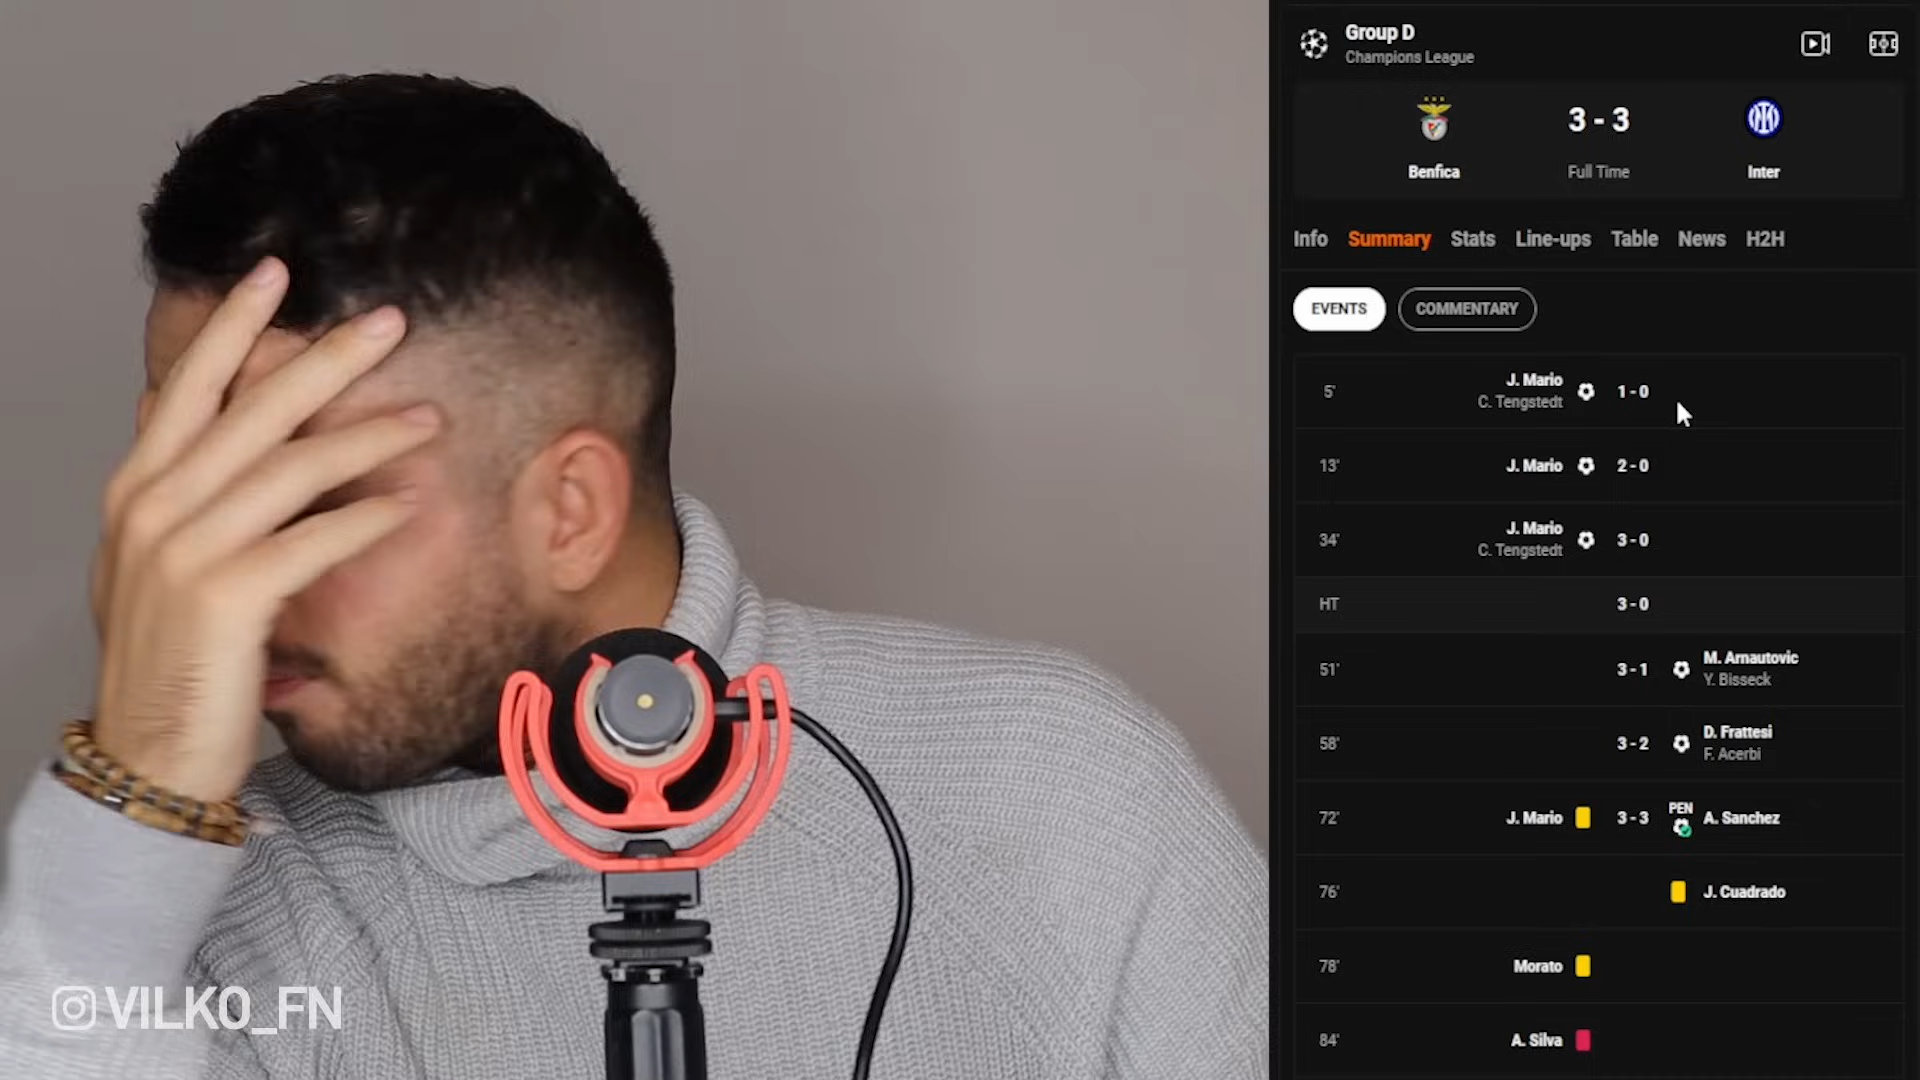 Group D
Champions League
3 - 3
Benfica
Full Time
Inter
Info Summary Stats Line-ups Table News H2H
EVENTS COMMENTARY
5' J. Mario 1 - 0
C. Tengstedt
13' J. Mario 2 - 0
34' J. Mario 3 - 0
C. Tengstedt
HT 3 - 0
51' 3 - 1 M. Arnautovic
Y. Bisseck
58' 3 - 2 D. Frattesi
F. Acerbi
72' J. Mario 3 - 3 PEN A. Sanchez
76' J. Cuadrado
78' Morato
84' A. Silva
VILKO_FN